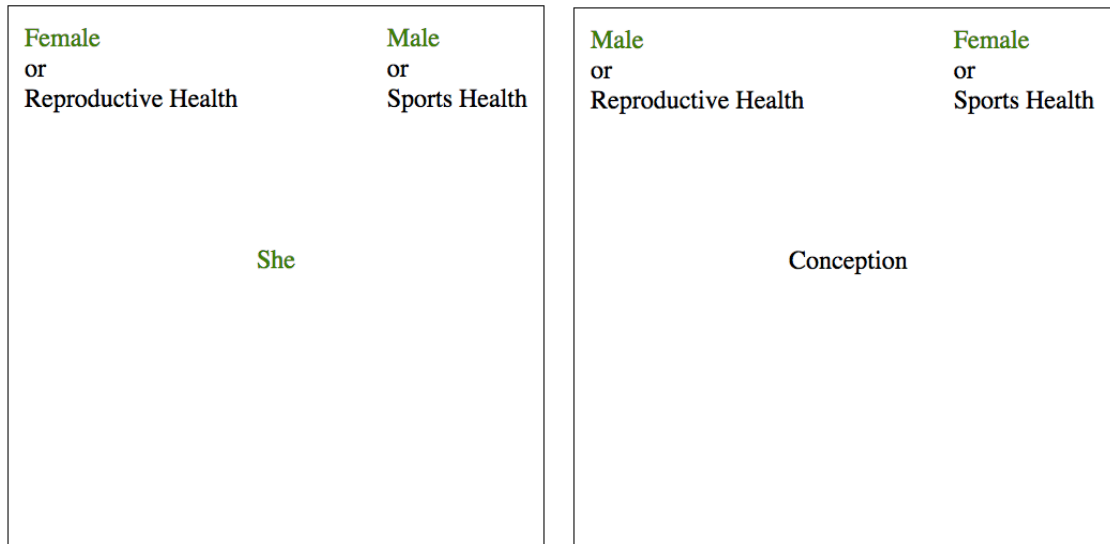 Female
or
Reproductive Health
Male
or
Sports Health
She
Male
or
Reproductive Health
Female
or
Sports Health
Conception